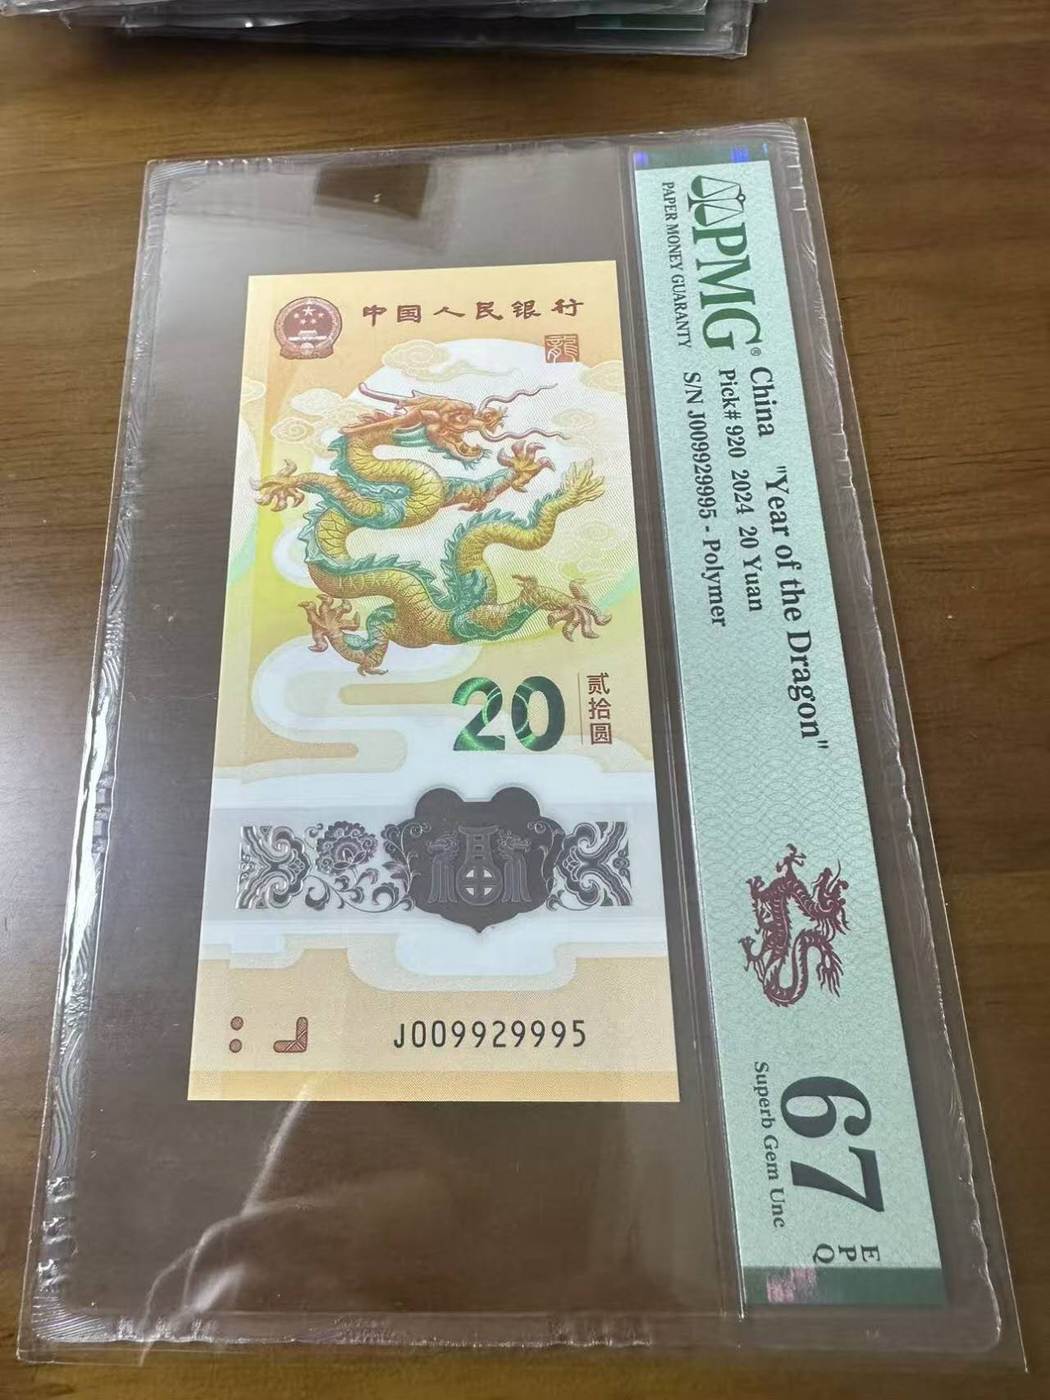 中国人民银行
龍
20
贰拾圆
J009929995
PMG®
PAPER MONEY GUARANTY
China "Year of the Dragon"
Pick# 920 2024 20 Yuan
S/N J009929995 - Polymer
67
EPQ
Superb Gem Unc